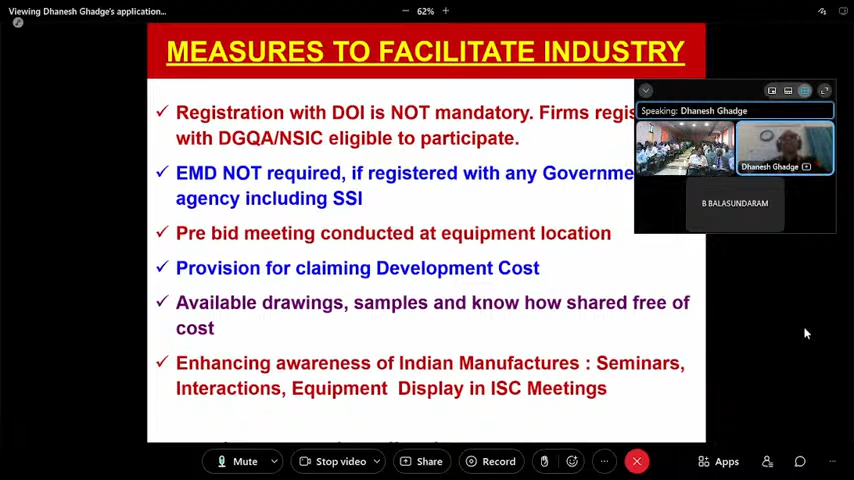 Viewing Dhanesh Ghadge's application...
62%
MEASURES TO FACILITATE INDUSTRY
Registration with DOI is NOT mandatory. Firms
with DGQA/NSIC eligible to participate.
EMD NOT required, if registered with any
agency including SSI
Pre bid meeting conducted at equipment location
Provision for claiming Development Cost
Available drawings, samples and know how shared free of
cost
Enhancing awareness of Indian Manufactures : Seminars,
Interactions, Equipment Display in ISC Meetings
Speaking: Dhanesh Ghadge
Dhanesh Ghadge
B BALASUNDARAM
Mute
Stop video
Share
Record
Apps